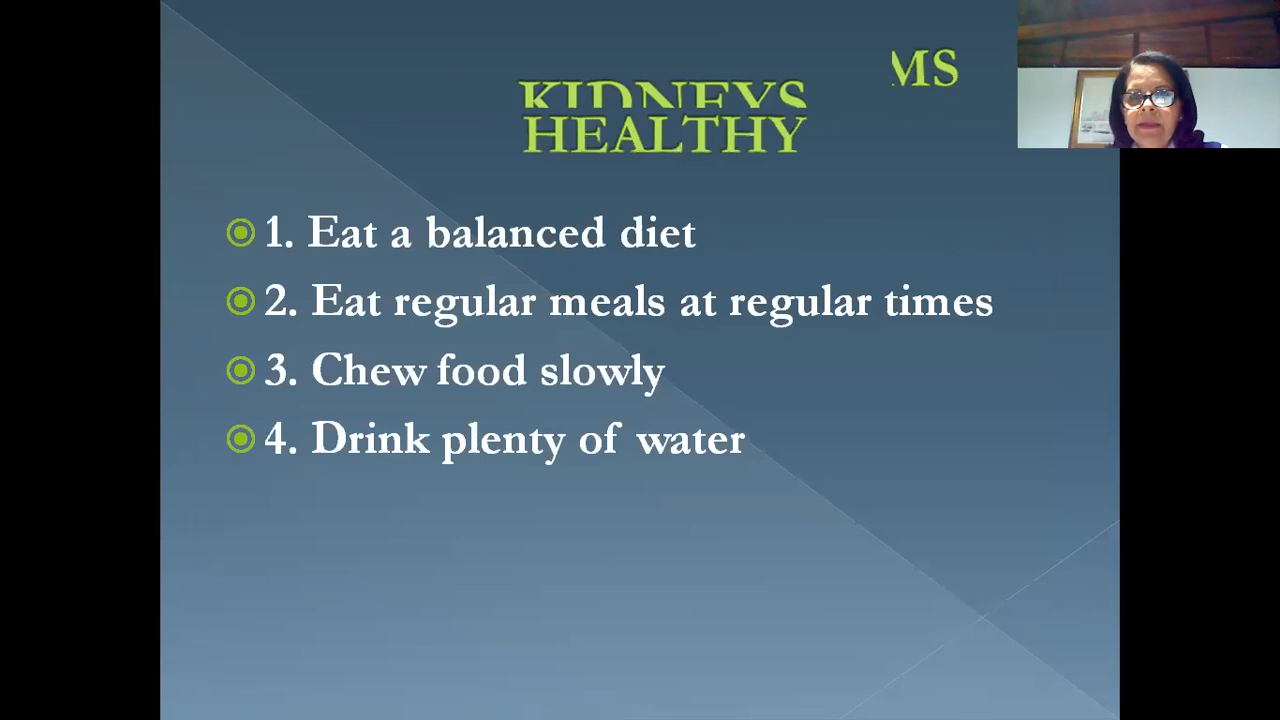 MS
KIDNEYS
HEALTHY
1. Eat a balanced diet
2. Eat regular meals at regular times
3. Chew food slowly
4. Drink plenty of water